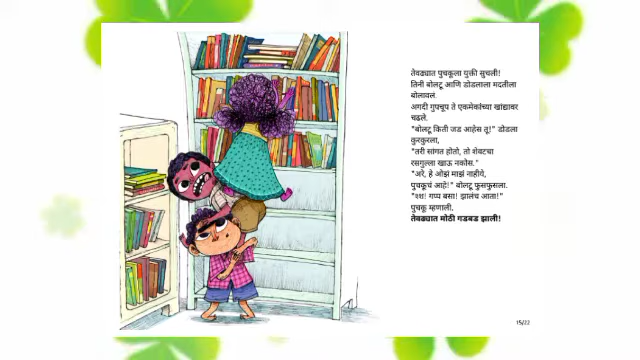 तेवढ्यात पुचकूला युक्ती सुचली!
तिनी बोलटू आणि डोडलाला मदतीला
बोलावलं.
अगदी गुपचूप ते एकमेकांच्या खांद्यावर
चढले.
"बोलटू किती जड आहेस तू!" डोडला
कुरकुरला,
"तरी सांगत होतो, तो शेवटचा
रसगुल्ला खाऊ नकोस."
"अरे, हे ओझं माझं नाहीये,
पुचकूचं आहे!" बोलटू फुसफुसला.
"श्श! गप्प बसा! झालंच आता!"
पुचकू म्हणाली.
तेवढ्यात मोठी गडबड झाली!
15/22